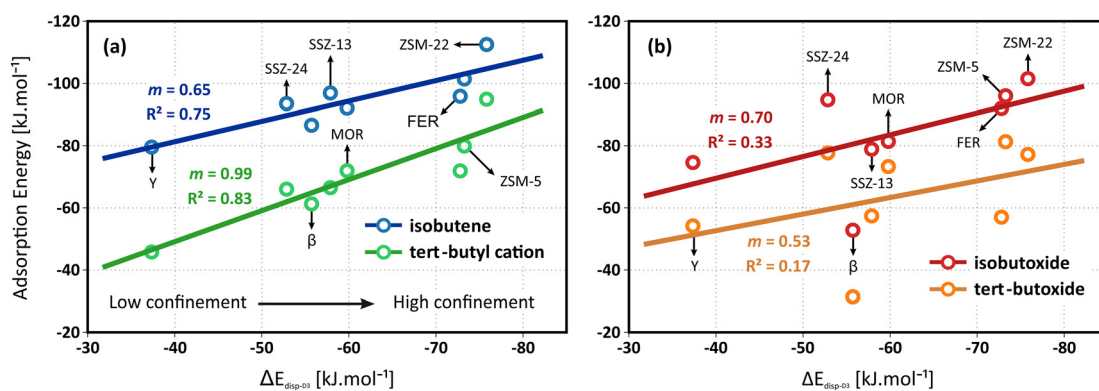 Adsorption Energy [kJ.mol⁻¹]
-120
-100
-80
-60
-40
-20
(a)
SSZ-13
ZSM-22
SSZ-24
m = 0.65
R² = 0.75
FER
MOR
Y
m = 0.99
R² = 0.83
ZSM-5
β
isobutene
tert-butyl cation
Low confinement
High confinement
-30
-40
-50
-60
-70
-80
ΔE disp-D3 [kJ.mol⁻¹]
-120
-100
-80
-60
-40
-20
(b)
ZSM-22
SSZ-24
ZSM-5
MOR
m = 0.70
R² = 0.33
FER
SSZ-13
m = 0.53
R² = 0.17
Y
β
isobutoxide
tert-butoxide
-30
-40
-50
-60
-70
-80
ΔE disp-D3 [kJ.mol⁻¹]